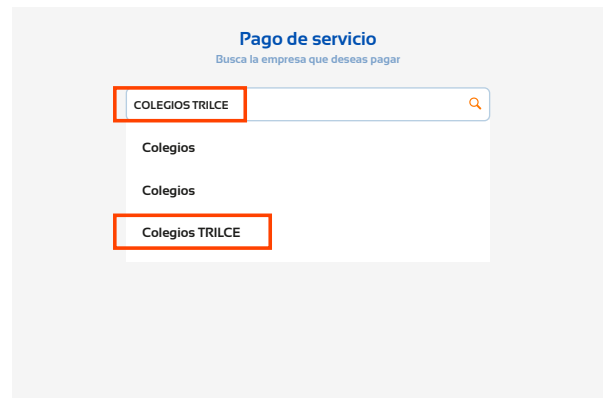 Pago de servicio
Busca la empresa que deseas pagar
COLEGIOS TRILCE
Colegios
Colegios
Colegios TRILCE